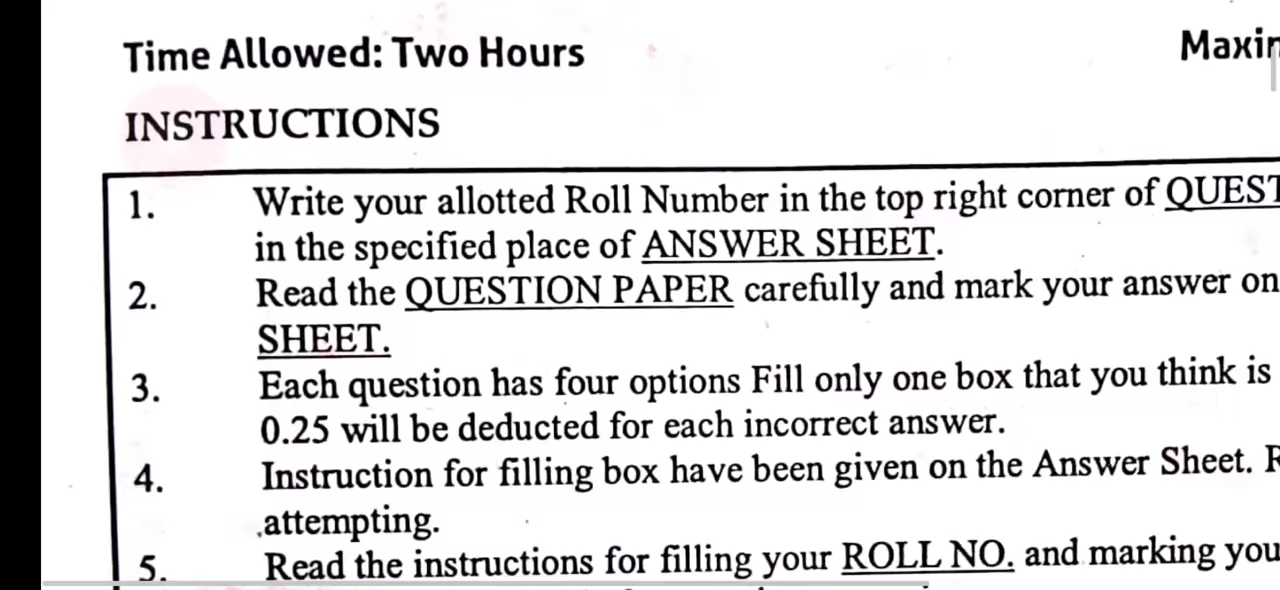 Time Allowed: Two Hours
INSTRUCTIONS
1. Write your allotted Roll Number in the top right corner of QUEST
in the specified place of ANSWER SHEET.
2. Read the QUESTION PAPER carefully and mark your answer on
SHEET.
3. Each question has four options Fill only one box that you think is
0.25 will be deducted for each incorrect answer.
4. Instruction for filling box have been given on the Answer Sheet. R
attempting.
5. Read the instructions for filling your ROLL NO. and marking you